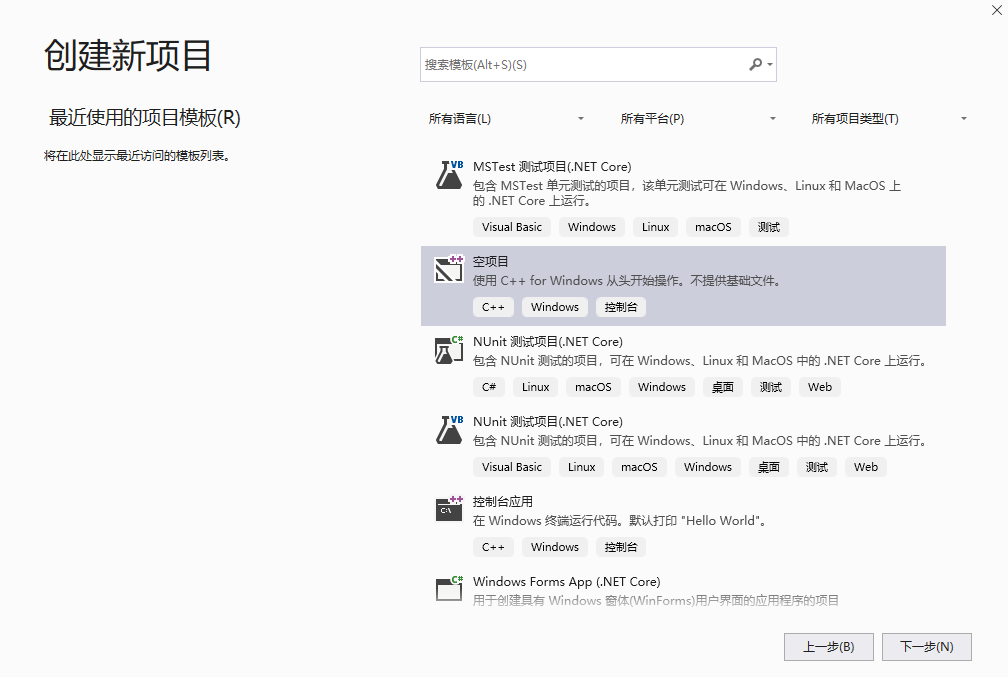 创建新项目
搜索模板(Alt+S)(S)
最近使用的项目模板(R)
所有语言(L)
所有平台(P)
所有项目类型(T)
将在此处显示最近访问的模板列表。
VB
MSTest 测试项目(.NET Core)
包含 MSTest 单元测试的项目，该单元测试可在 Windows、Linux 和 MacOS 上
的 .NET Core 上运行。
Visual Basic Windows Linux macOS 测试
++
空项目
使用 C++ for Windows 从头开始操作。不提供基础文件。
C++ Windows 控制台
C#
NUnit 测试项目(.NET Core)
包含 NUnit 测试的项目，可在 Windows、Linux 和 MacOS 中的 .NET Core 上运行。
C# Linux macOS Windows 桌面 测试 Web
VB
NUnit 测试项目(.NET Core)
包含 NUnit 测试的项目，可在 Windows、Linux 和 MacOS 中的 .NET Core 上运行。
Visual Basic Linux macOS Windows 桌面 测试 Web
++
C:\
控制台应用
在 Windows 终端运行代码。默认打印 "Hello World"。
C++ Windows 控制台
C#
Windows Forms App (.NET Core)
用于创建具有 Windows 窗体(WinForms)用户界面的应用程序的项目
上一步(B)
下一步(N)